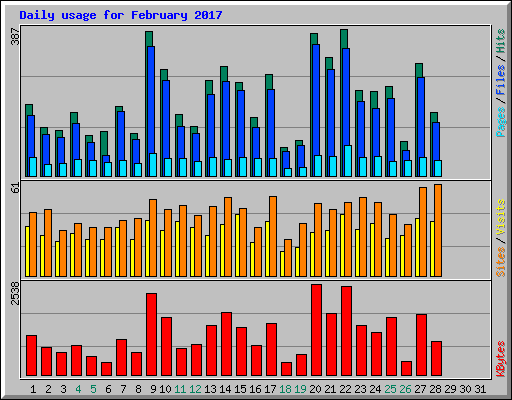 Daily usage for February 2017
387
Pages / Files / Hits
61
Sites / Visits
2538
KBytes
1 2 3 4 5 6 7 8 9 10 11 12 13 14 15 16 17 18 19 20 21 22 23 24 25 26 27 28 29 30 31